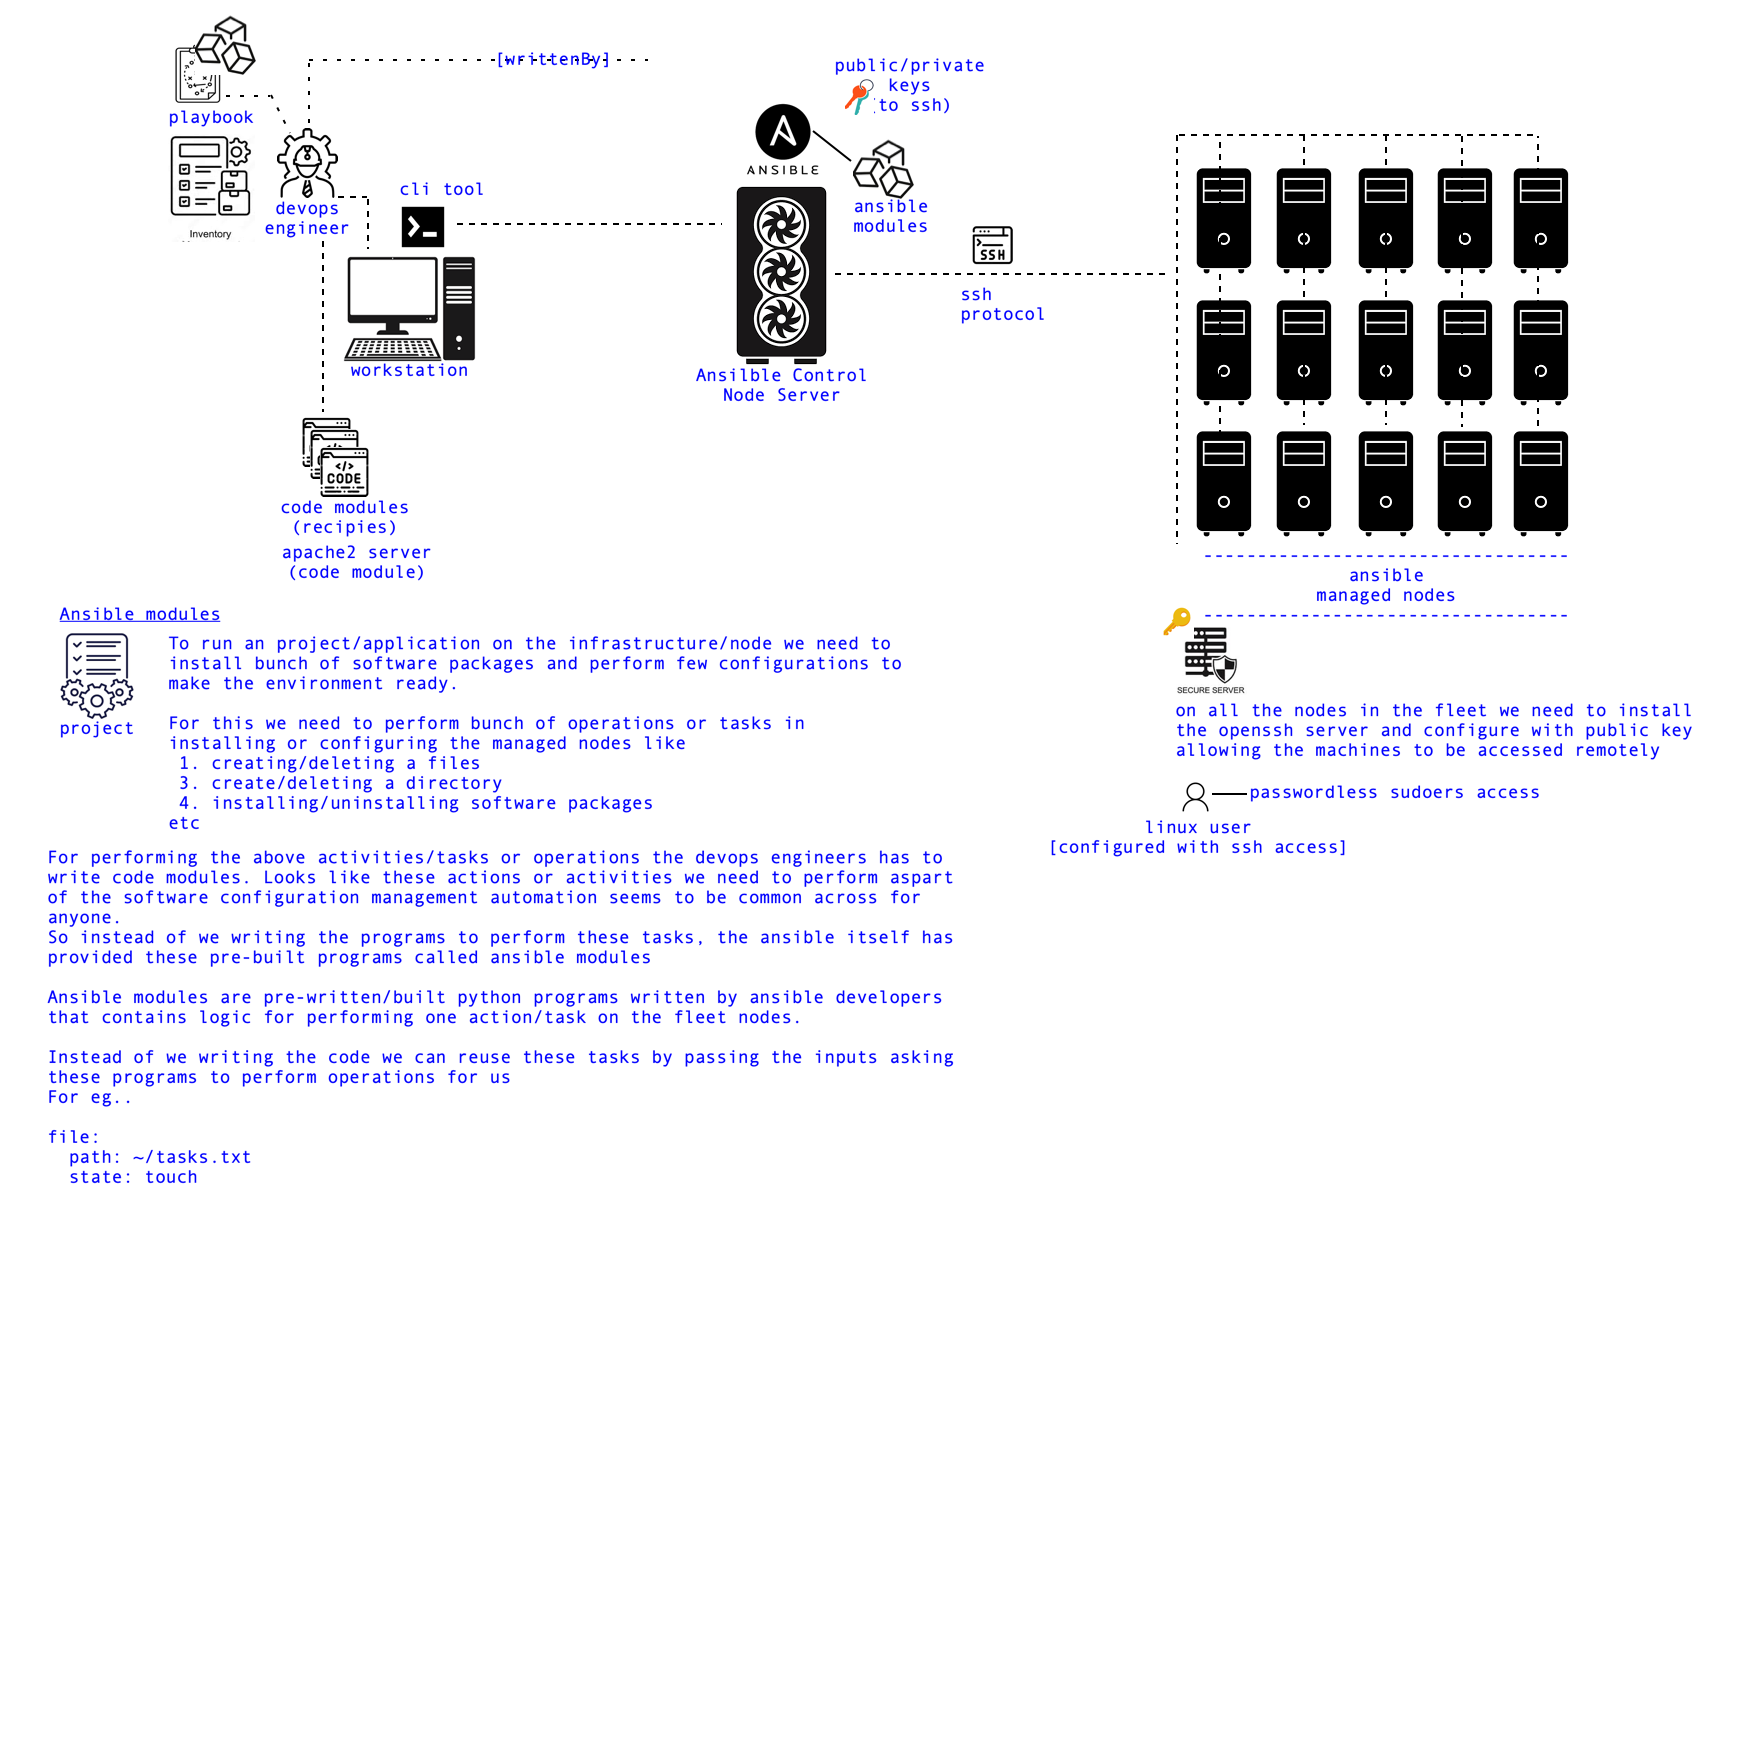 [writtenBy]
public/private
keys
(to ssh)
playbook
ANSIBLE
cli tool
devops
engineer
Inventory
ansible
modules
SSH
ssh
protocol
workstation
Ansilble Control
Node Server
CODE
code modules
(recipies)
apache2 server
(code module)
ansible
managed nodes
SECURE SERVER
on all the nodes in the fleet we need to install
the openssh server and configure with public key
allowing the machines to be accessed remotely
passwordless sudoers access
linux user
[configured with ssh access]
Ansible modules
project
To run an project/application on the infrastructure/node we need to
install bunch of software packages and perform few configurations to
make the environment ready.
For this we need to perform bunch of operations or tasks in
installing or configuring the managed nodes like
1. creating/deleting a files
3. create/deleting a directory
4. installing/uninstalling software packages
etc
For performing the above activities/tasks or operations the devops engineers has to
write code modules. Looks like these actions or activities we need to perform aspart
of the software configuration management automation seems to be common across for
anyone.
So instead of we writing the programs to perform these tasks, the ansible itself has
provided these pre-built programs called ansible modules
Ansible modules are pre-written/built python programs written by ansible developers
that contains logic for performing one action/task on the fleet nodes.
Instead of we writing the code we can reuse these tasks by passing the inputs asking
these programs to perform operations for us
For eg..
file:
path: ~/tasks.txt
state: touch